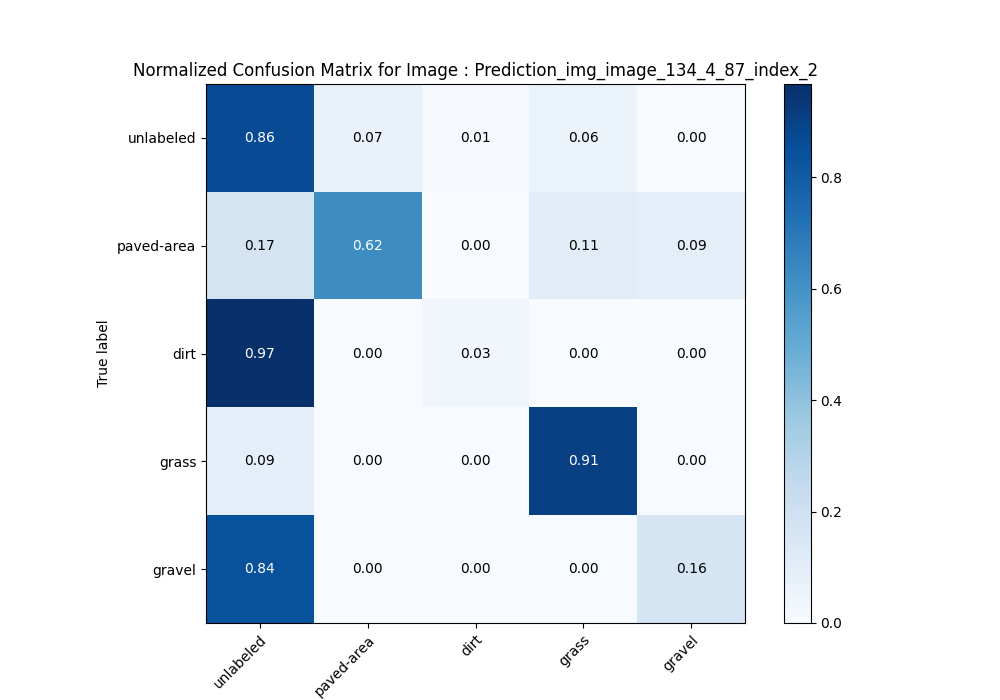 Normalized Confusion Matrix for Image : Prediction_img_image_134_4_87_index_2
unlabeled 0.86 0.07 0.01 0.06 0.00
0.8
paved-area 0.17 0.62 0.00 0.11 0.09
0.6
True label
dirt 0.97 0.00 0.03 0.00 0.00
0.4
grass 0.09 0.00 0.00 0.91 0.00
0.2
gravel 0.84 0.00 0.00 0.00 0.16
0.0
unlabeled paved-area dirt grass gravel